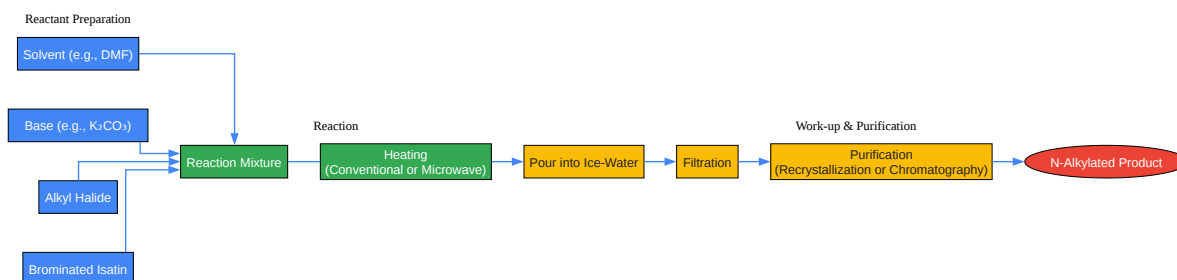 Reactant Preparation
Solvent (e.g., DMF)
Base (e.g., K₂CO₃)
Alkyl Halide
Brominated Isatin
Reaction Mixture
Reaction
Heating
(Conventional or Microwave)
Work-up & Purification
Pour into Ice-Water
Filtration
Purification
(Recrystallization or Chromatography)
N-Alkylated Product